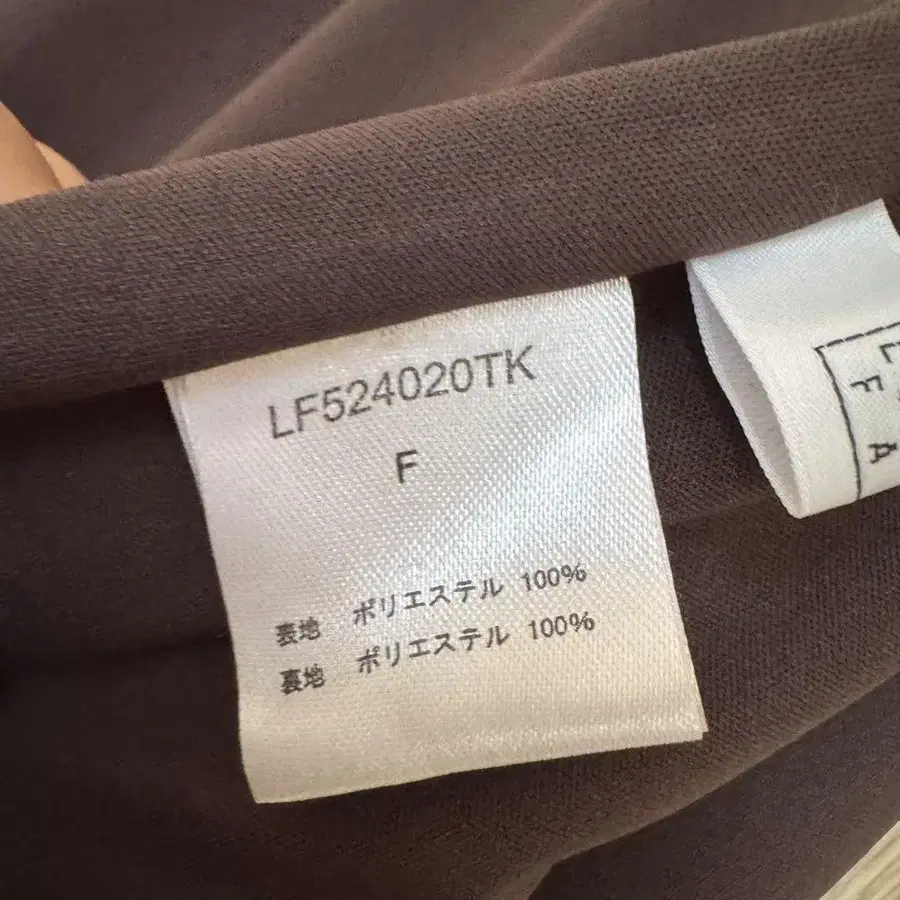 LF524020TK
F
表地 ポリエステル 100%
裏地 ポリエステル 100%
F
A